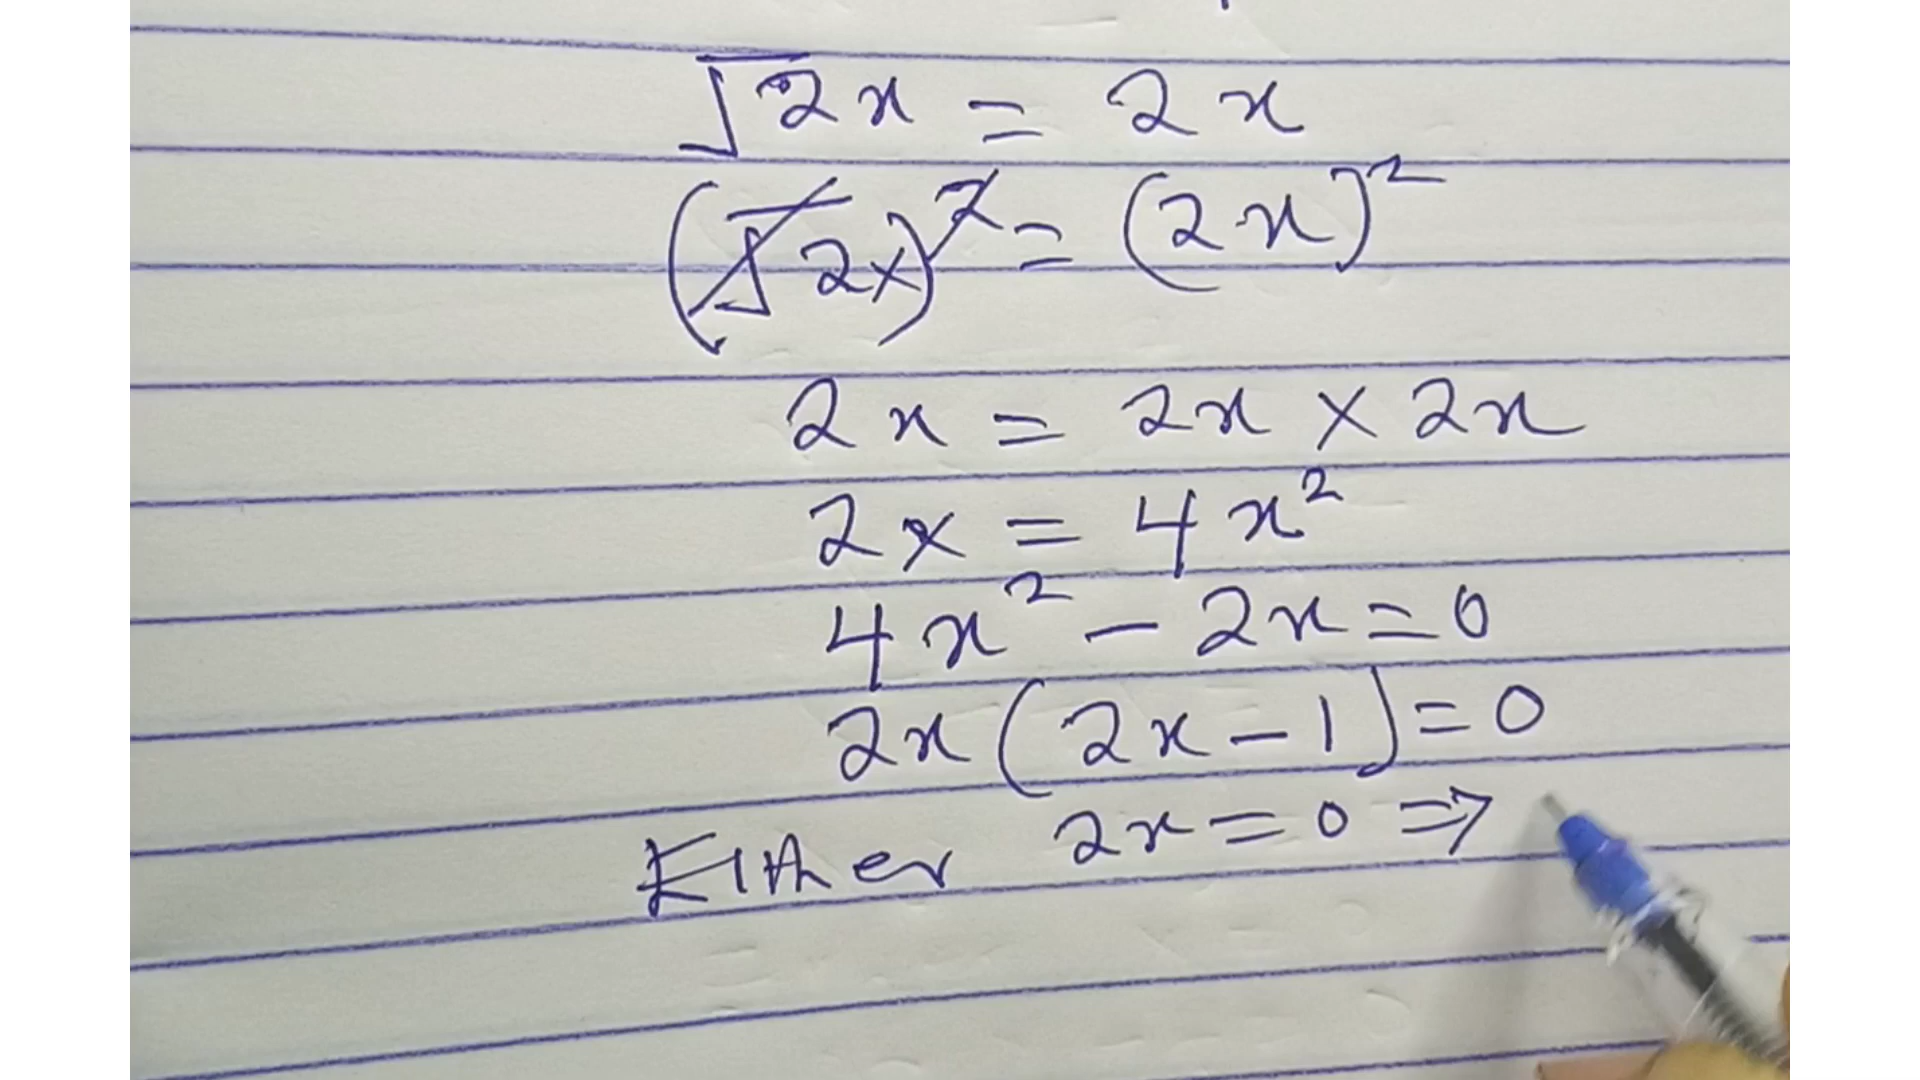 √2x = 2x
(√2x)² = (2x)²
2x = 2x × 2x
2x = 4x²
4x² - 2x = 0
2x(2x - 1) = 0
Either 2x = 0 ⇒